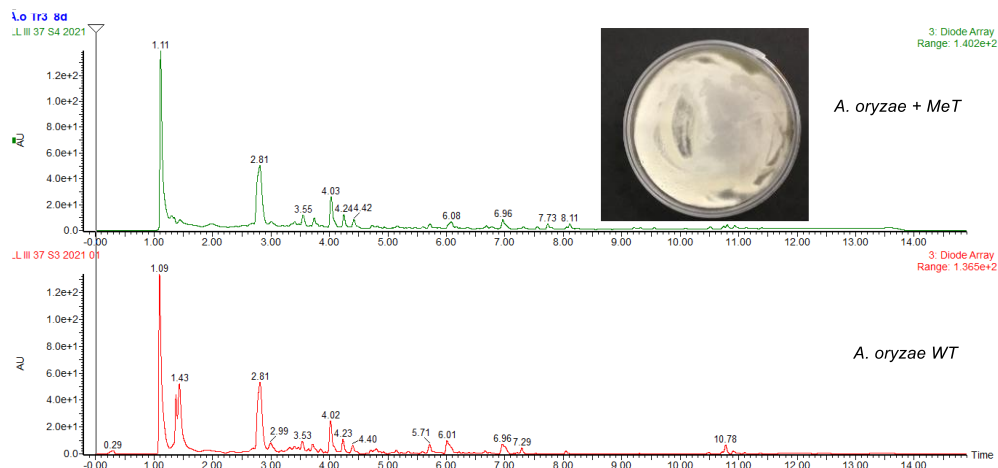 A.o Tr3 8d
LL III 37 S4 2021
3: Diode Array
Range: 1.402e+2
A. oryzae + MeT
AU
1.2e+2
1.0e+2
8.0e+1
6.0e+1
4.0e+1
2.0e+1
0.0
1.11
2.81
3.55
4.03
4.24
4.42
6.08
6.96
7.73
8.11
-0.00 1.00 2.00 3.00 4.00 5.00 6.00 7.00 8.00 9.00 10.00 11.00 12.00 13.00 14.00
LL III 37 S3 2021 01
3: Diode Array
Range: 1.365e+2
A. oryzae WT
AU
1.2e+2
1.0e+2
8.0e+1
6.0e+1
4.0e+1
2.0e+1
0.0
0.29
1.09
1.43
2.81
2.99
3.53
4.02
4.23
4.40
5.71
6.01
6.96
7.29
10.78
-0.00 1.00 2.00 3.00 4.00 5.00 6.00 7.00 8.00 9.00 10.00 11.00 12.00 13.00 14.00
Time